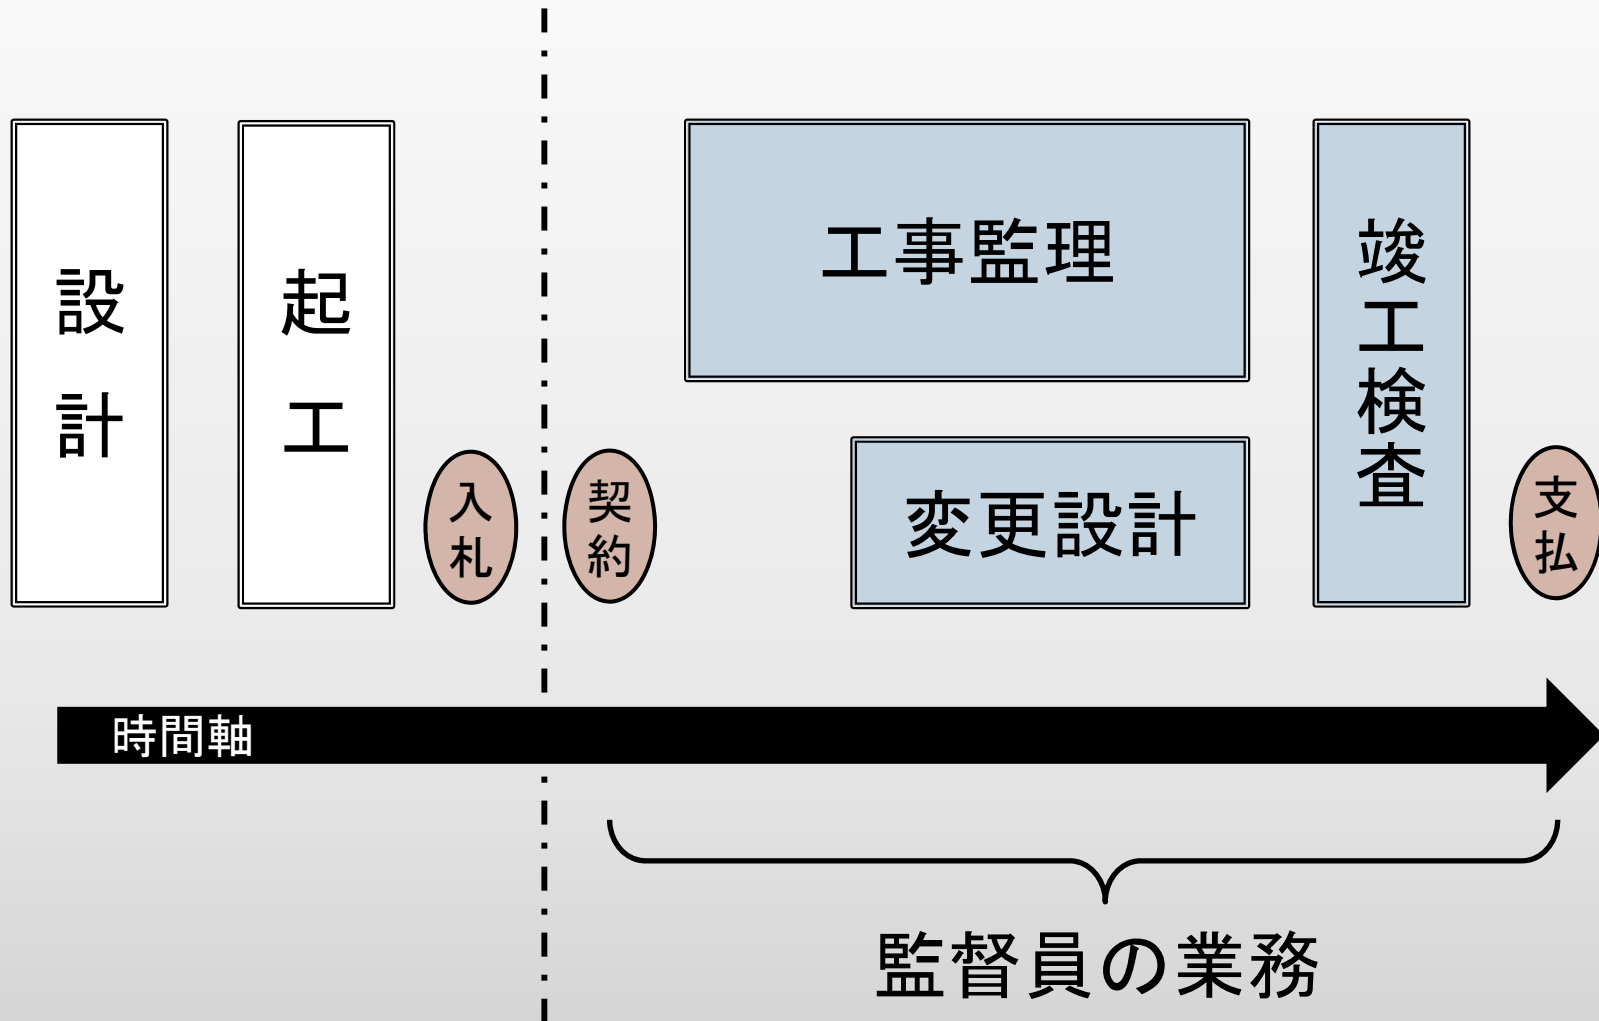 設計
起工
入札
契約
工事監理
変更設計
竣工検査
支払
時間軸
監督員の業務